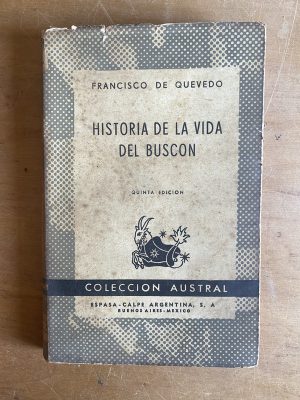 FRANCISCO DE QUEVEDO
HISTORIA DE LA VIDA
DEL BUSCON
QUINTA EDICION
COLECCION AUSTRAL
ESPASA-CALPE ARGENTINA, S. A
BUENOS AIRES-MEXICO